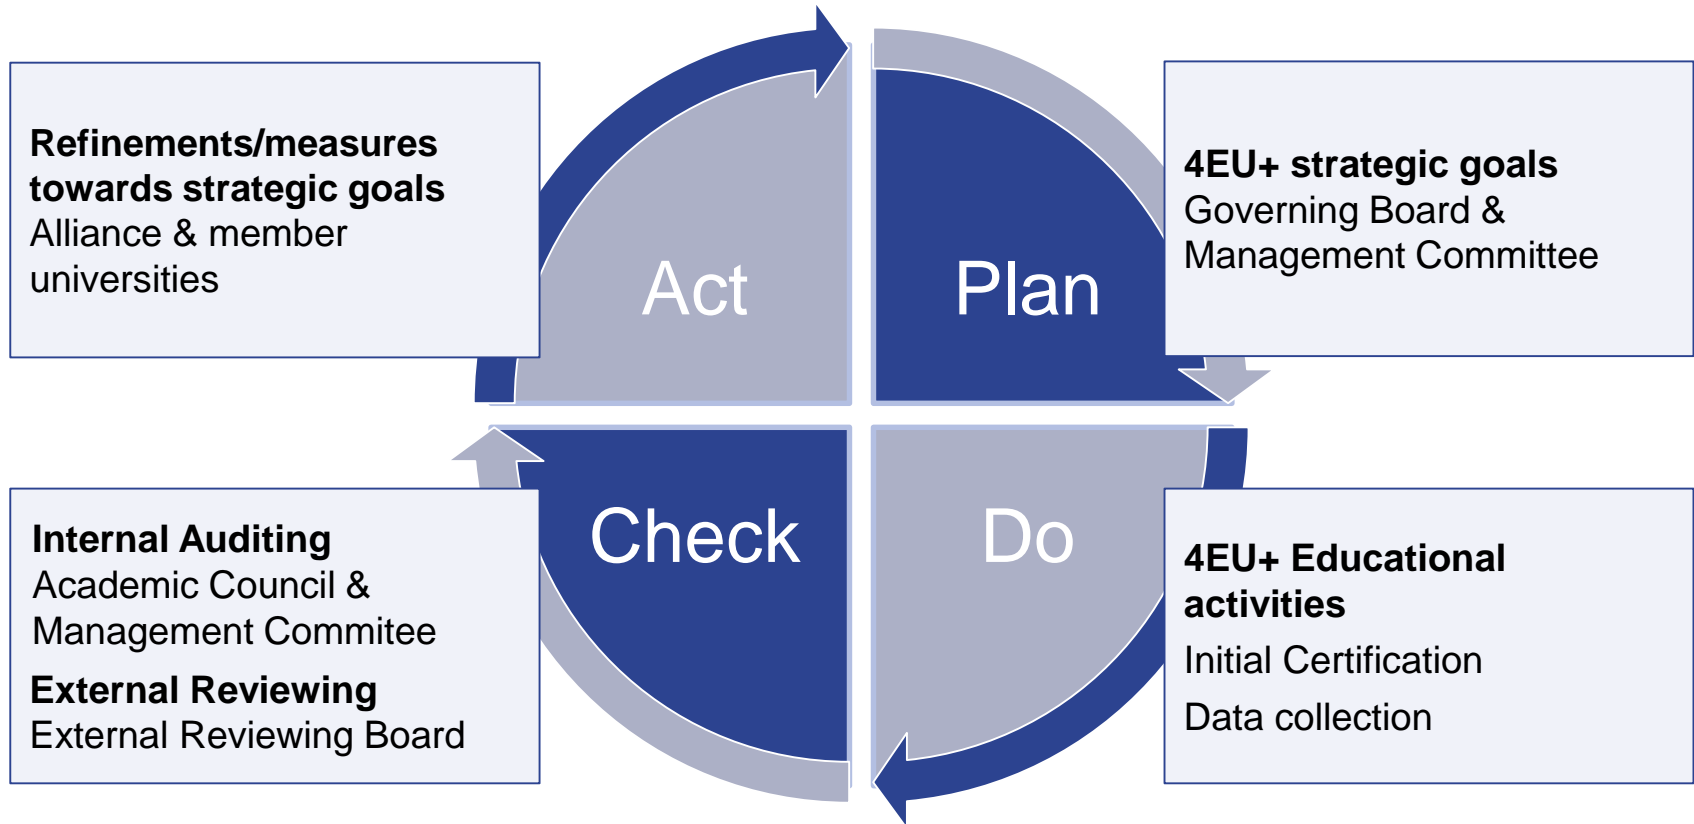 Refinements/measures
towards strategic goals
Alliance & member
universities
Act
Plan
4EU+ strategic goals
Governing Board &
Management Committee
Internal Auditing
Academic Council &
Management Commitee
External Reviewing
External Reviewing Board
Check
Do
4EU+ Educational
activities
Initial Certification
Data collection